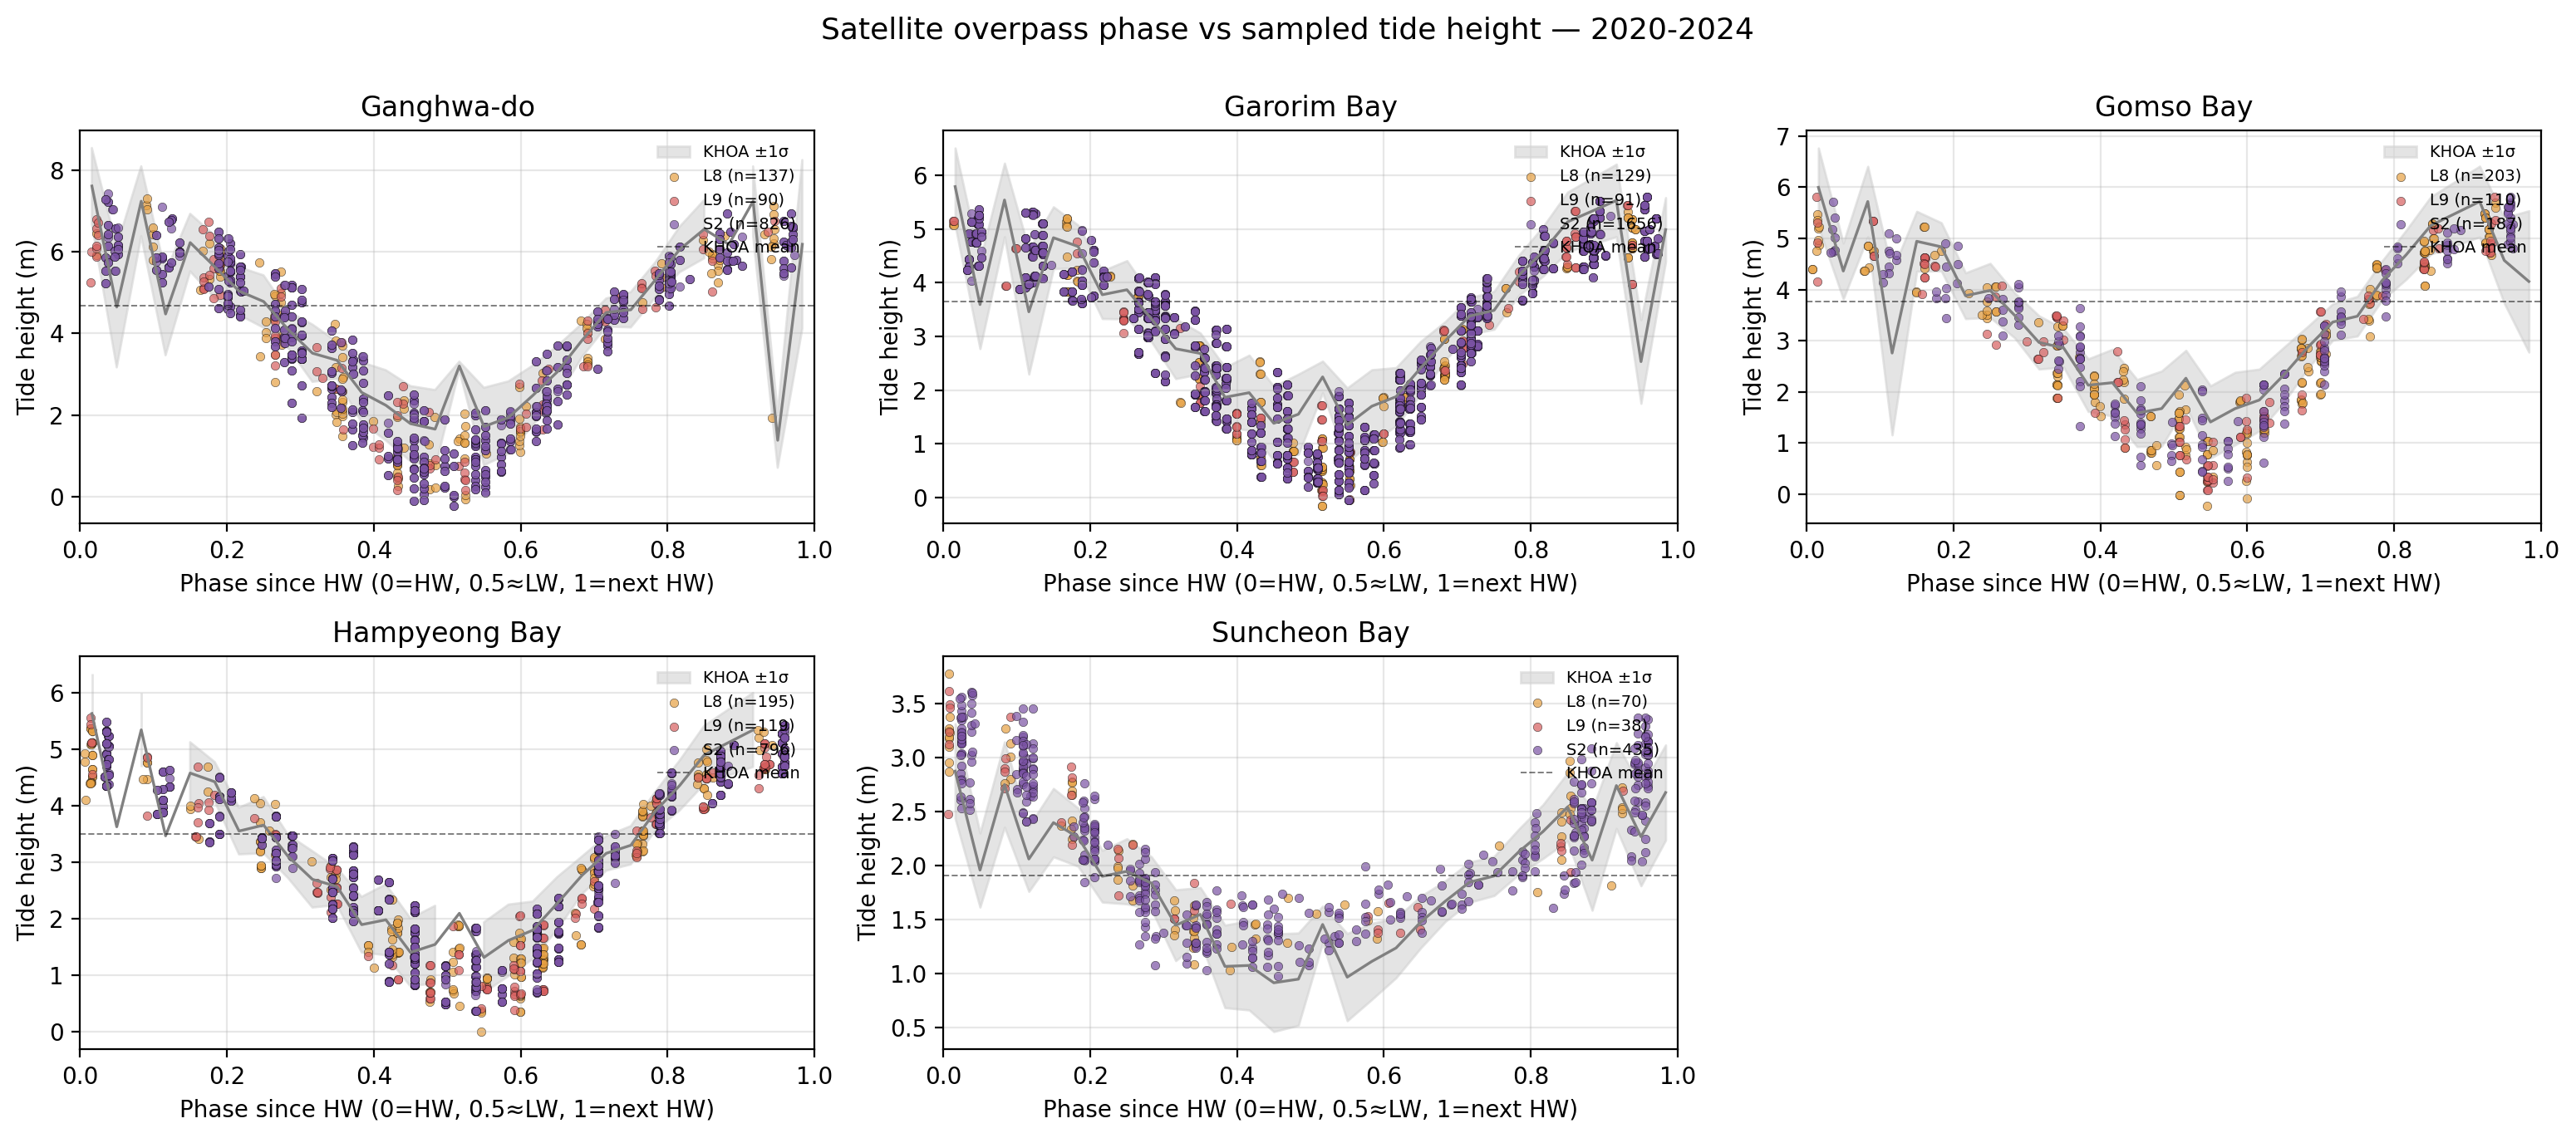 Satellite overpass phase vs sampled tide height — 2020-2024
Ganghwa-do
Tide height (m)
8
6
4
2
0
KHOA ±1σ
L8 (n=137)
L9 (n=90)
S2 (n=826)
KHOA mean
0.0 0.2 0.4 0.6 0.8 1.0
Phase since HW (0=HW, 0.5≈LW, 1=next HW)
Garorim Bay
Tide height (m)
6
5
4
3
2
1
0
KHOA ±1σ
L8 (n=129)
L9 (n=91)
S2 (n=1656)
KHOA mean
0.0 0.2 0.4 0.6 0.8 1.0
Phase since HW (0=HW, 0.5≈LW, 1=next HW)
Gomso Bay
Tide height (m)
7
6
5
4
3
2
1
0
KHOA ±1σ
L8 (n=203)
L9
S2 (n=187)
KHOA mean
0.0 0.2 0.4 0.6 0.8 1.0
Phase since HW (0=HW, 0.5≈LW, 1=next HW)
Hampyeong Bay
Tide height (m)
6
5
4
3
2
1
0
KHOA ±1σ
L8 (n=195)
L9 (n=119)
S2 (n=796)
KHOA mean
0.0 0.2 0.4 0.6 0.8 1.0
Phase since HW (0=HW, 0.5≈LW, 1=next HW)
Suncheon Bay
Tide height (m)
3.5
3.0
2.5
2.0
1.5
1.0
0.5
KHOA ±1σ
L8 (n=70)
L9 (n=38)
S2 (n=435)
KHOA mean
0.0 0.2 0.4 0.6 0.8 1.0
Phase since HW (0=HW, 0.5≈LW, 1=next HW)